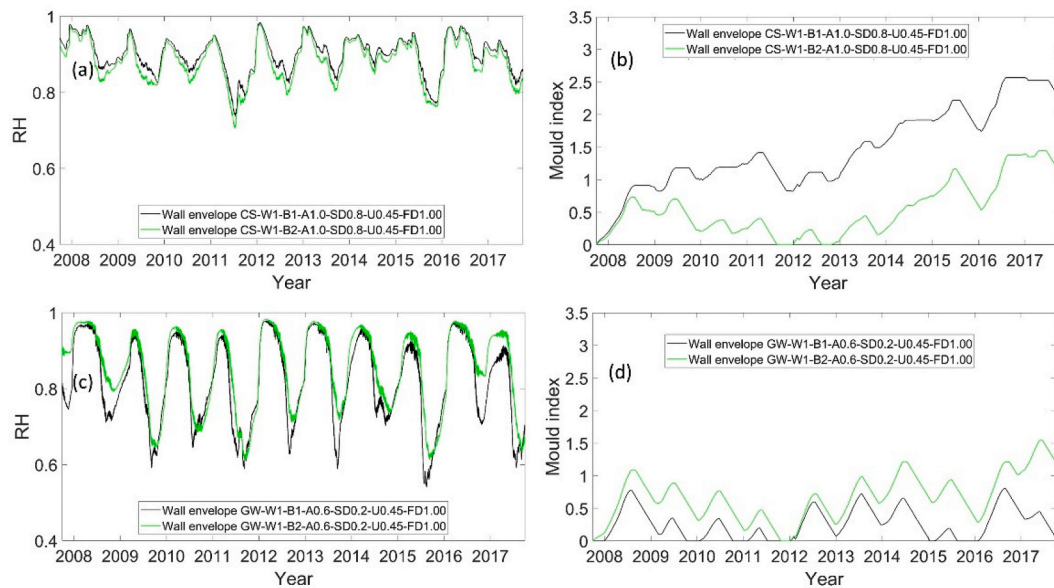 1
0.8
0.6
0.4
RH
(a)
Wall envelope CS-W1-B1-A1.0-SD0.8-U0.45-FD1.00
Wall envelope CS-W1-B2-A1.0-SD0.8-U0.45-FD1.00
2008 2009 2010 2011 2012 2013 2014 2015 2016 2017
Year
3.5
3
2.5
2
1.5
1
0.5
0
Mould index
(b)
Wall envelope CS-W1-B1-A1.0-SD0.8-U0.45-FD1.00
Wall envelope CS-W1-B2-A1.0-SD0.8-U0.45-FD1.00
2008 2009 2010 2011 2012 2013 2014 2015 2016 2017
Year
1
0.8
0.6
0.4
RH
(c)
Wall envelope GW-W1-B1-A0.6-SD0.2-U0.45-FD1.00
Wall envelope GW-W1-B2-A0.6-SD0.2-U0.45-FD1.00
2008 2009 2010 2011 2012 2013 2014 2015 2016 2017
Year
3.5
3
2.5
2
1.5
1
0.5
0
Mould index
(d)
Wall envelope GW-W1-B1-A0.6-SD0.2-U0.45-FD1.00
Wall envelope GW-W1-B2-A0.6-SD0.2-U0.45-FD1.00
2008 2009 2010 2011 2012 2013 2014 2015 2016 2017
Year